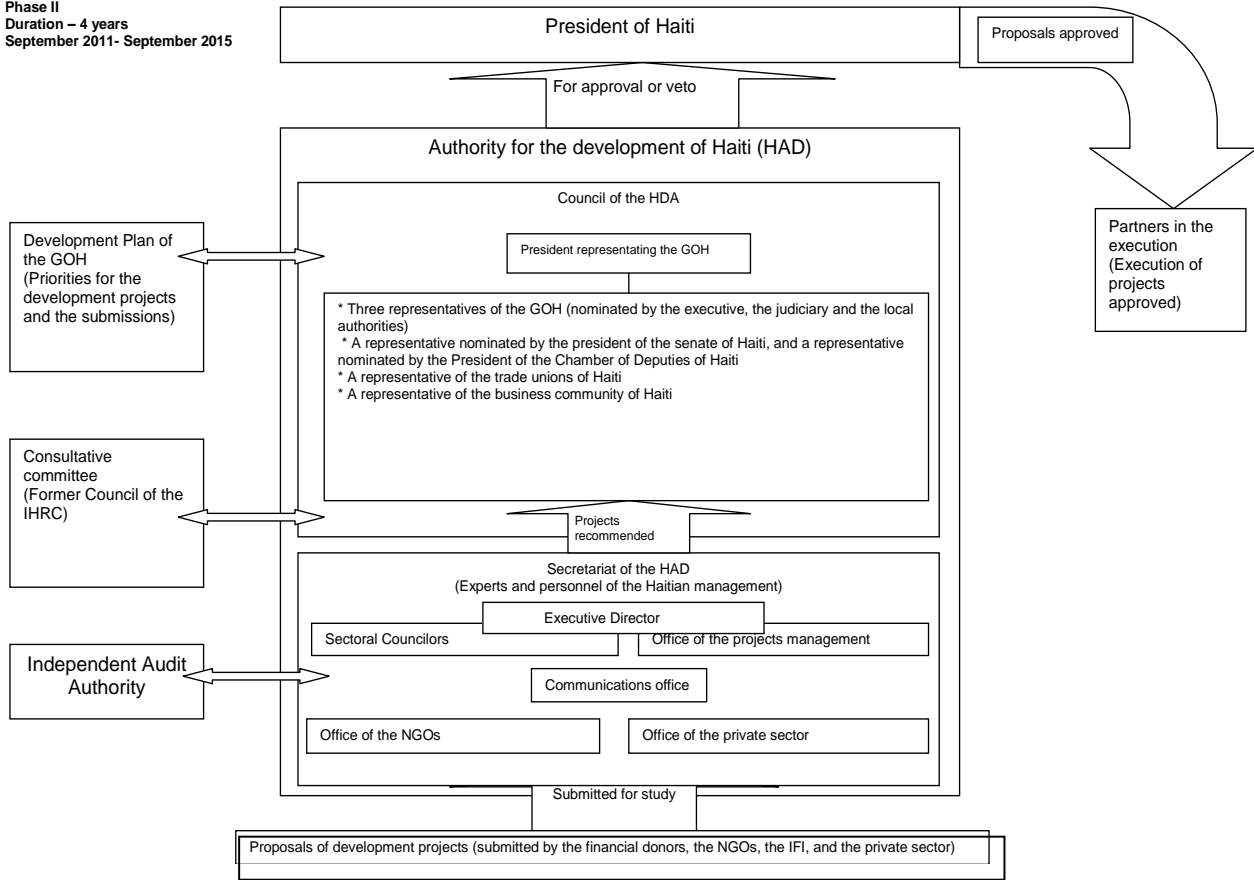 Phase II
Duration – 4 years
September 2011- September 2015
President of Haiti
Proposals approved
For approval or veto
Authority for the development of Haiti (HAD)
Council of the HDA
President representating the GOH
* Three representatives of the GOH (nominated by the executive, the judiciary and the local
authorities)
* A representative nominated by the president of the senate of Haiti, and a representative
nominated by the President of the Chamber of Deputies of Haiti
* A representative of the trade unions of Haiti
* A representative of the business community of Haiti
Development Plan of
the GOH
(Priorities for the
development projects
and the submissions)
Partners in the
execution
(Execution of
projects
approved)
Consultative
committee
(Former Council of the
IHRC)
Projects
recommended
Secretariat of the HAD
(Experts and personnel of the Haitian management)
Executive Director
Sectoral Councilors
Office of the projects management
Independent Audit
Authority
Communications office
Office of the NGOs
Office of the private sector
Submitted for study
Proposals of development projects (submitted by the financial donors, the NGOs, the IFI, and the private sector)